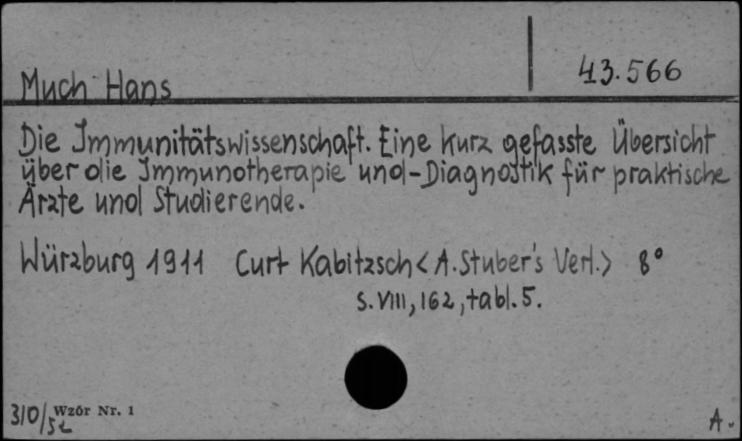 Much Hans
43.566
Die Immunitätswissenschaft. Eine kurz gefasste Übersicht
über die Immunotherapie und-Diagnostik für praktische
Ärzte und Studierende.
Würzburg 1911 Curt Kabitzsch <A. Stuber's Verl.> 8°
s. VIII, 162, tabl. 5.
310/52
Wzór Nr. 1
A.